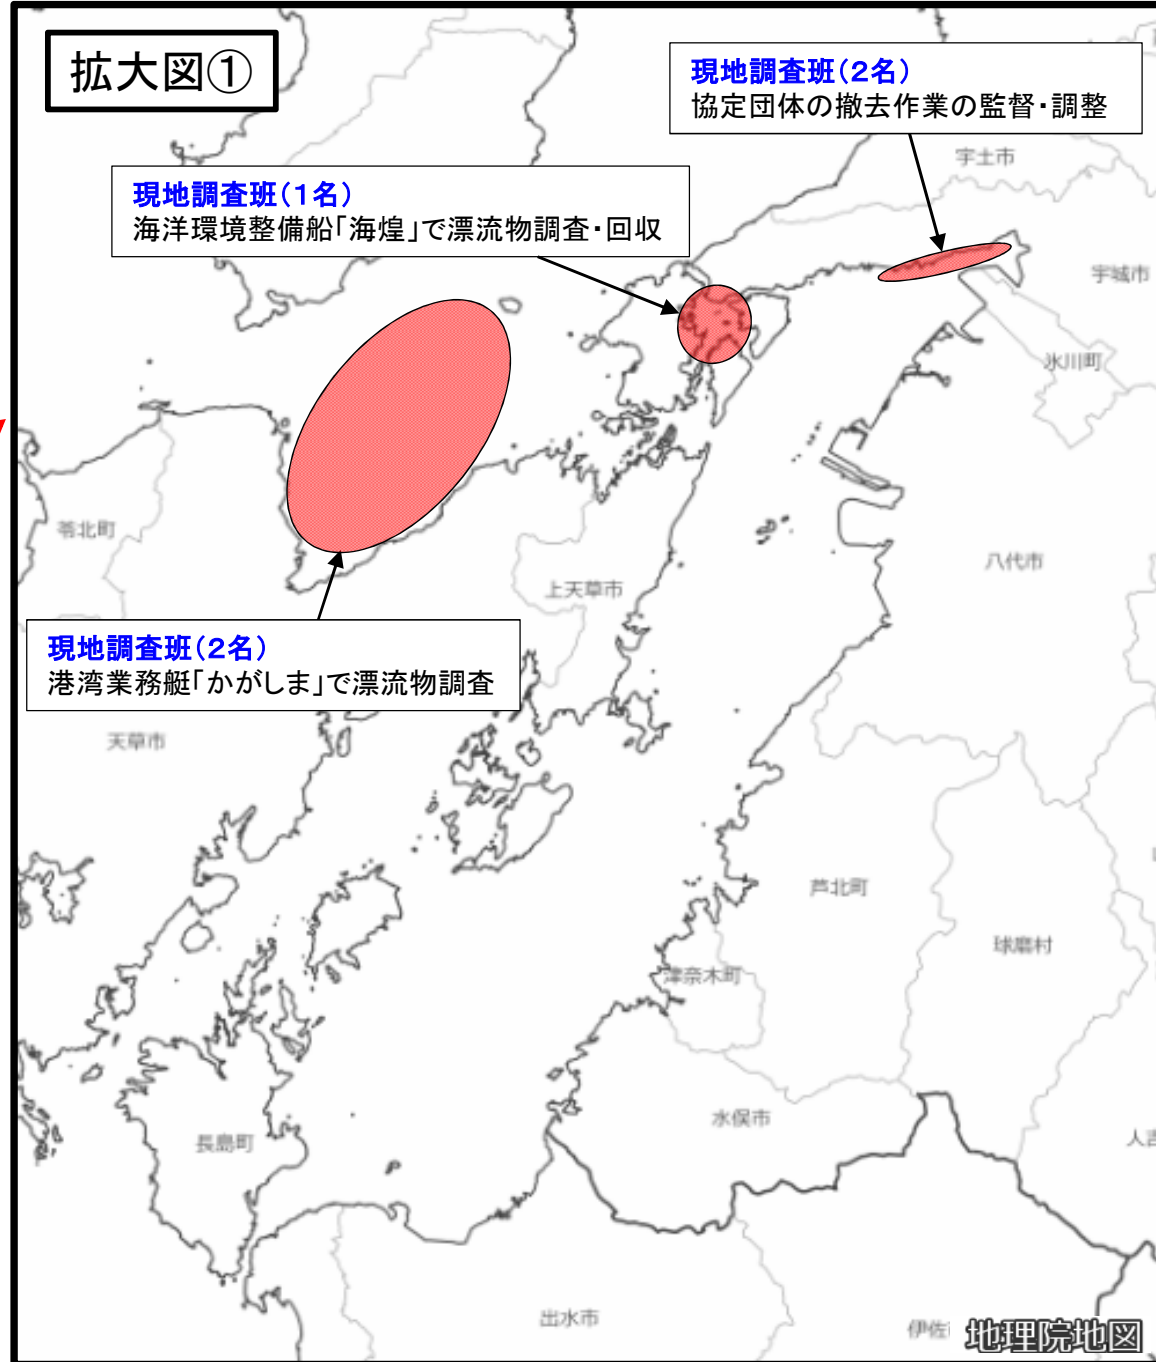 拡大図①
現地調査班(2名)
協定団体の撤去作業の監督・調整
宇土市
現地調査班(1名)
海洋環境整備船「海煌」で漂流物調査・回収
宇城市
氷川町
苓北町
八代市
上天草市
現地調査班(2名)
港湾業務艇「かがしま」で漂流物調査
天草市
芦北町
球磨村
津奈木町
水俣市
長島町
出水市
伊佐
地理院地図